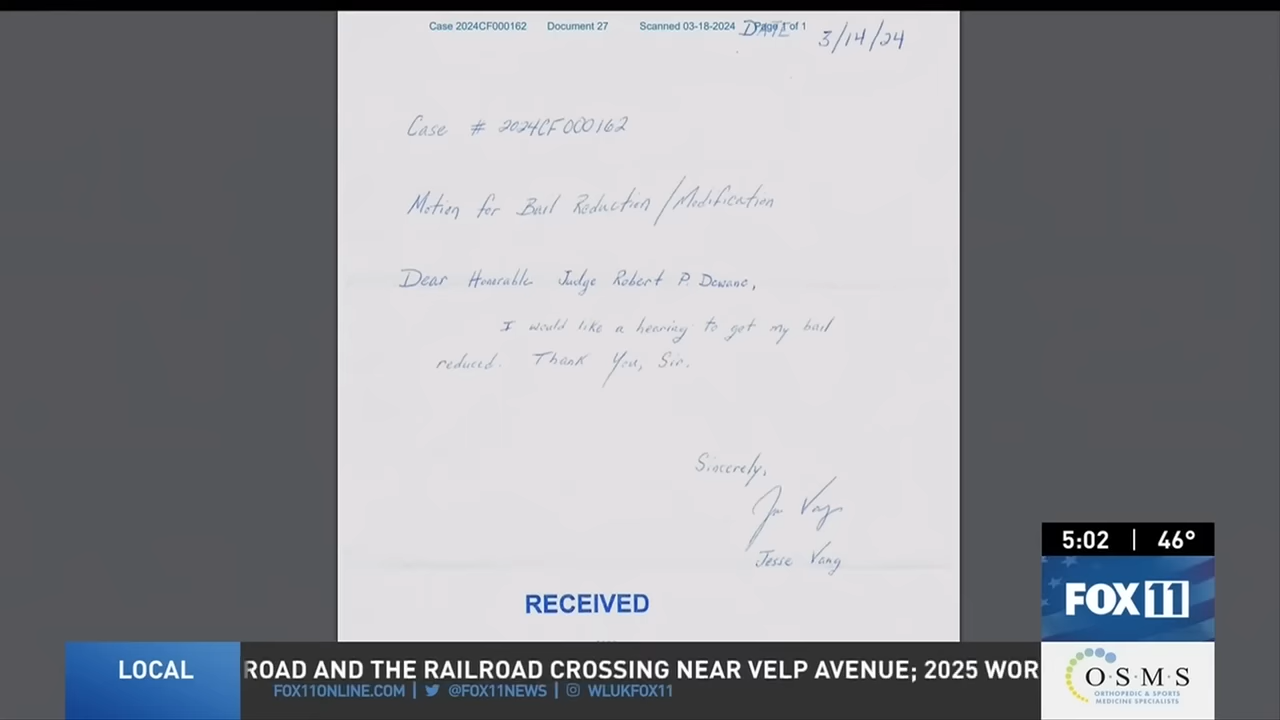 Case 2024CF000162 Document 27 Scanned 03-18-2024 Page 1 of 1
DATE 3/14/24
Case # 2024CF000162
Motion for Bail Reduction/Modification
Dear Honorable Judge Robert P. Dewane,
I would like a hearing to get my bail
reduced. Thank You, Sir.
Sincerely,
Jesse Vang
RECEIVED
5:02 | 46°
FOX 11
LOCAL
ROAD AND THE RAILROAD CROSSING NEAR VELP AVENUE; 2025 WOR
FOX11ONLINE.COM | @FOX11NEWS | WLUKFOX11
O·S·M·S
ORTHOPEDIC & SPORTS
MEDICINE SPECIALISTS